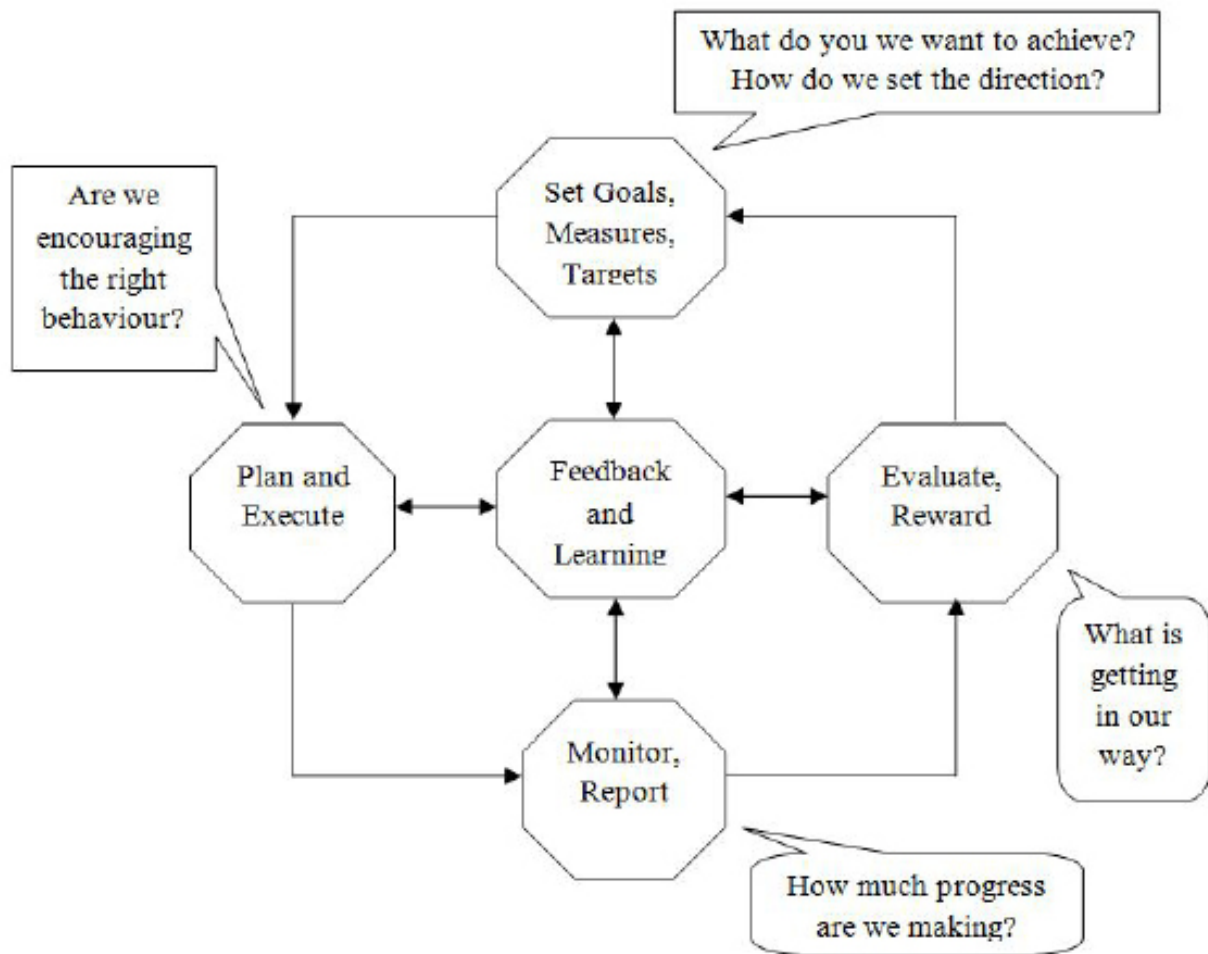 What do you we want to achieve?
How do we set the direction?
Are we
encouraging
the right
behaviour?
Set Goals,
Measures,
Targets
Plan and
Execute
Feedback
and
Learning
Evaluate,
Reward
What is
getting
in our
way?
Monitor,
Report
How much progress
are we making?